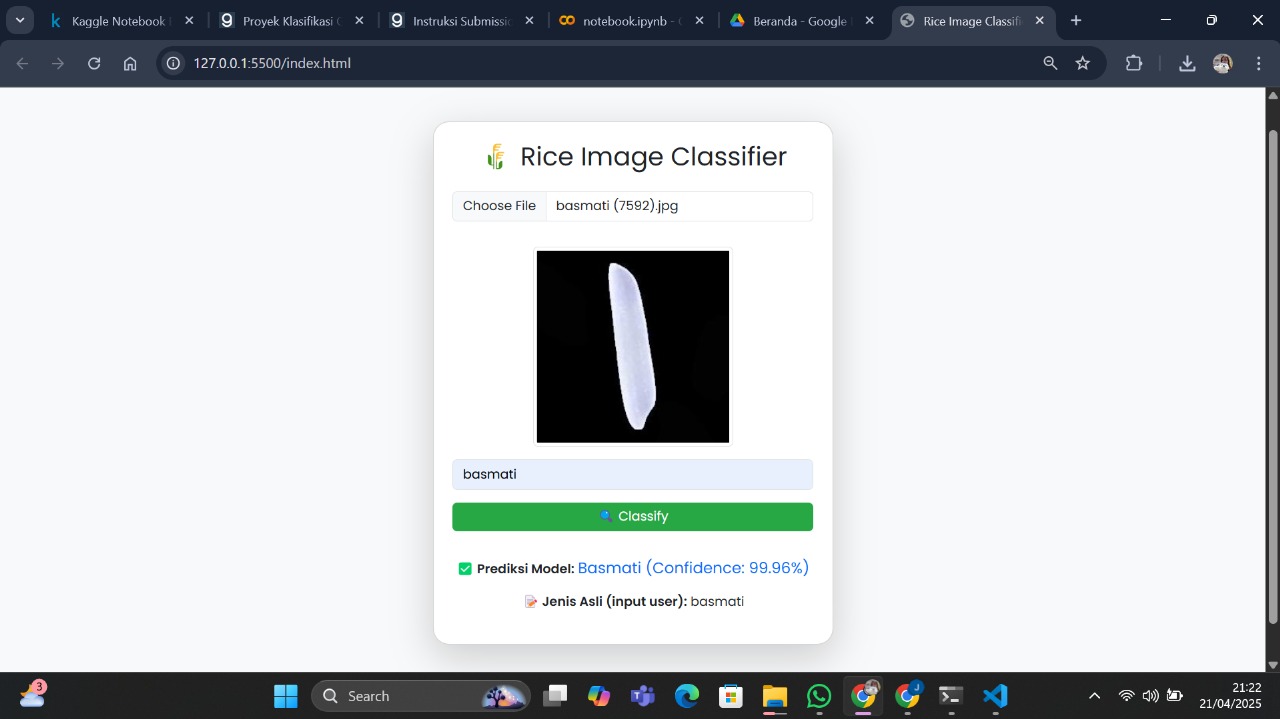 Kaggle Notebook
Proyek Klasifikasi
Instruksi Submissi
notebook.ipynb -
Beranda - Google
Rice Image Classifi
127.0.0.1:5500/index.html
Rice Image Classifier
Choose File
basmati (7592).jpg
basmati
🔍 Classify
✅ Prediksi Model: Basmati (Confidence: 99.96%)
📝 Jenis Asli (input user): basmati
3
Search
J
21:22
21/04/2025